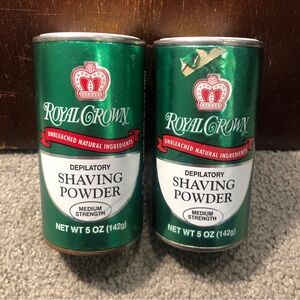 ROYAL CROWN
UNBLEACHED NATURAL INGREDIENTS
DEPILATORY
SHAVING
POWDER
MEDIUM
STRENGTH
NET WT 5 OZ (142g)
ROYAL CROWN
UNBLEACHED NATURAL INGREDIENTS
DEPILATORY
SHAVING
POWDER
MEDIUM
STRENGTH
NET WT 5 OZ (142g)